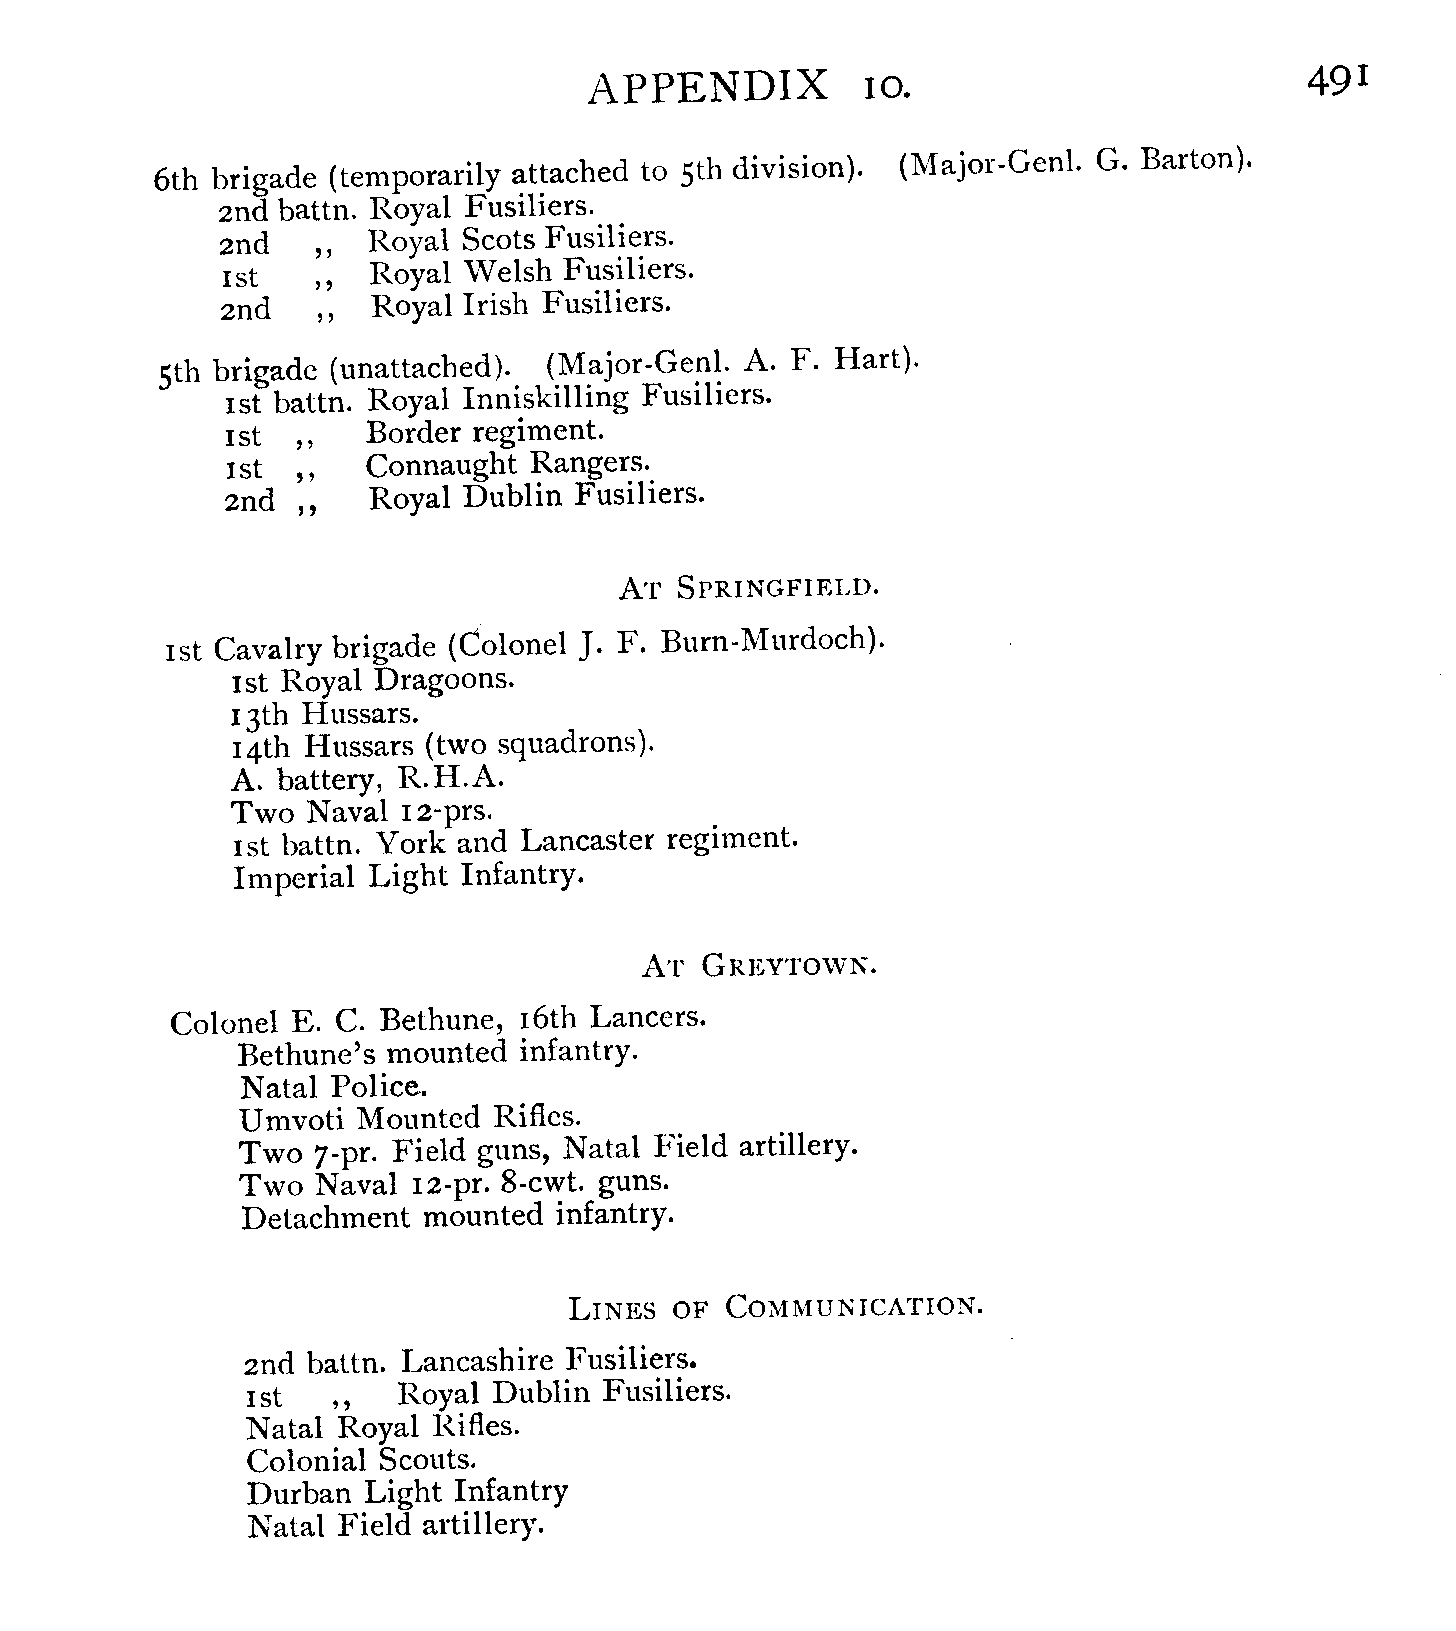 APPENDIX 10. 491
6th brigade (temporarily attached to 5th division). (Major-Genl. G. Barton).
2nd battn. Royal Fusiliers.
2nd ,, Royal Scots Fusiliers.
1st ,, Royal Welsh Fusiliers.
2nd ,, Royal Irish Fusiliers.
5th brigade (unattached). (Major-Genl. A. F. Hart).
1st battn. Royal Inniskilling Fusiliers.
1st ,, Border regiment.
1st ,, Connaught Rangers.
2nd ,, Royal Dublin Fusiliers.
At Springfield.
1st Cavalry brigade (Colonel J. F. Burn-Murdoch).
1st Royal Dragoons.
13th Hussars.
14th Hussars (two squadrons).
A. battery, R.H.A.
Two Naval 12-prs.
1st battn. York and Lancaster regiment.
Imperial Light Infantry.
At Greytown.
Colonel E. C. Bethune, 16th Lancers.
Bethune's mounted infantry.
Natal Police.
Umvoti Mounted Rifles.
Two 7-pr. Field guns, Natal Field artillery.
Two Naval 12-pr. 8-cwt. guns.
Detachment mounted infantry.
Lines of Communication.
2nd battn. Lancashire Fusiliers.
1st ,, Royal Dublin Fusiliers.
Natal Royal Rifles.
Colonial Scouts.
Durban Light Infantry
Natal Field artillery.